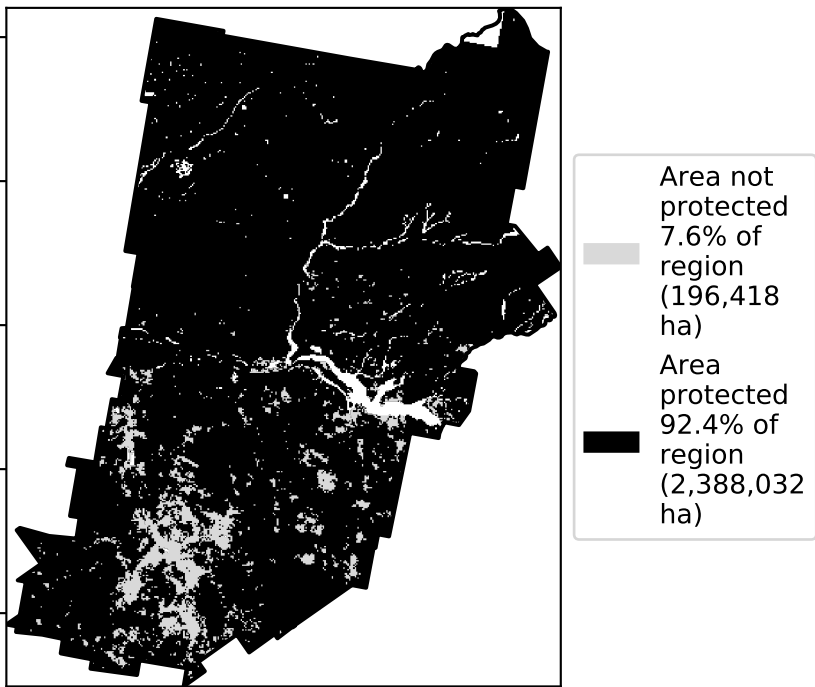 Area not
protected
7.6% of
region
(196,418
ha)
Area
protected
92.4% of
region
(2,388,032
ha)